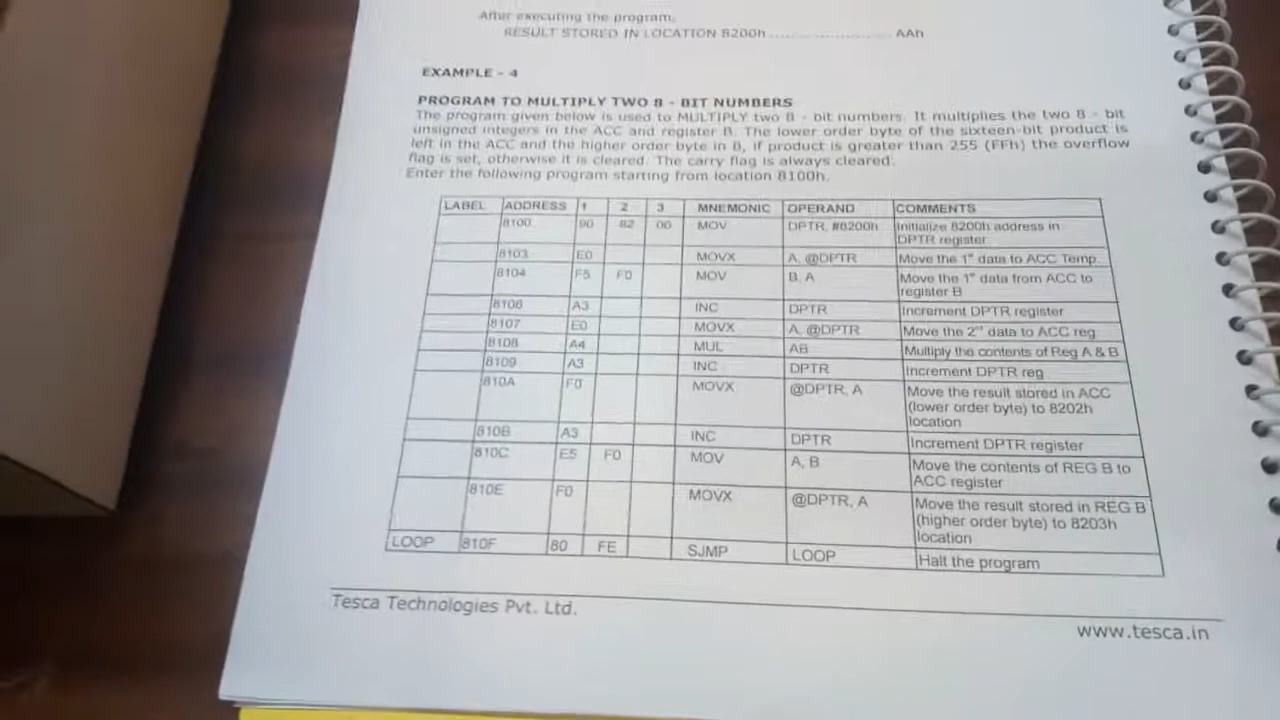 After executing the program,
RESULT STORED IN LOCATION 8200h ........................ AAh
EXAMPLE - 4
PROGRAM TO MULTIPLY TWO 8 - BIT NUMBERS
The program given below is used to MULTIPLY two 8 - bit numbers. It multiplies the two 8 - bit
unsigned integers in the ACC and register B. The lower order byte of the sixteen-bit product is
left in the ACC and the higher order byte in B, if product is greater than 255 (FFh) the overflow
flag is set, otherwise it is cleared. The carry flag is always cleared.
Enter the following program starting from location 8100h.
LABEL ADDRESS 1 2 3 MNEMONIC OPERAND COMMENTS
8100 90 82 00 MOV DPTR, #8200h Initialize 8200h address in
DPTR register
8103 E0 MOVX A, @DPTR Move the 1st data to ACC Temp.
8104 F5 F0 MOV B, A Move the 1st data from ACC to
register B
8106 A3 INC DPTR Increment DPTR register
8107 E0 MOVX A, @DPTR Move the 2nd data to ACC reg
8108 A4 MUL AB Multiply the contents of Reg A & B
8109 A3 INC DPTR Increment DPTR reg
810A F0 MOVX @DPTR, A Move the result stored in ACC
(lower order byte) to 8202h
location
810B A3 INC DPTR Increment DPTR register
810C E5 F0 MOV A, B Move the contents of REG B to
ACC register
810E F0 MOVX @DPTR, A Move the result stored in REG B
(higher order byte) to 8203h
location
LOOP 810F 80 FE SJMP LOOP Halt the program
Tesca Technologies Pvt. Ltd.
www.tesca.in